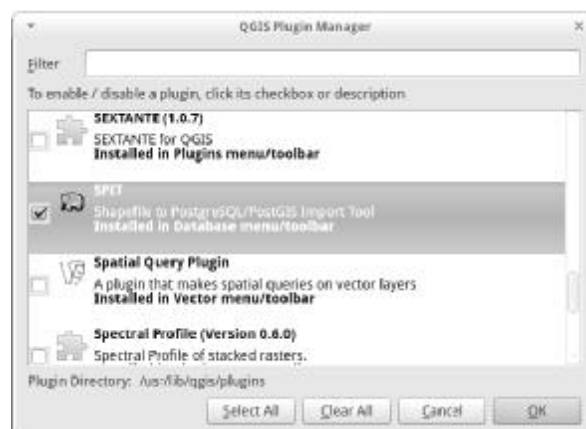 QGIS Plugin Manager
Filter
To enable / disable a plugin, click its checkbox or description
SEXTANTE (1.0.7)
SEXTANTE for QGIS
Installed in Plugins menu/toolbar
SPIT
Shapefile to PostgreSQL/PostGIS Import Tool
Installed in Database menu/toolbar
Spatial Query Plugin
A plugin that makes spatial queries on vector layers
Installed in Vector menu/toolbar
Spectral Profile (Version 0.6.0)
Spectral Profile of stacked rasters.
Plugin Directory: /usr/lib/qgis/plugins
Select All
Clear All
Cancel
OK